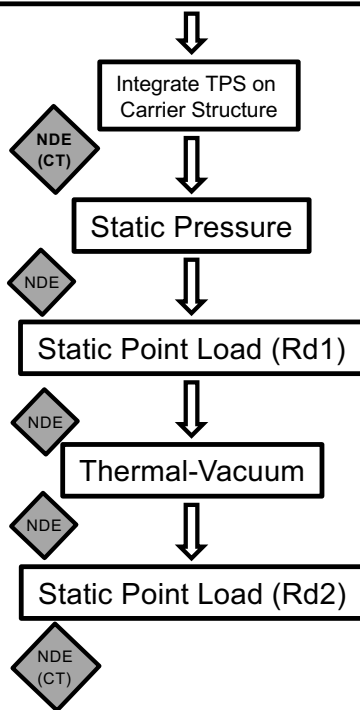 Integrate TPS on
Carrier Structure
NDE
(CT)
Static Pressure
NDE
Static Point Load (Rd1)
NDE
Thermal-Vacuum
NDE
Static Point Load (Rd2)
NDE
(CT)